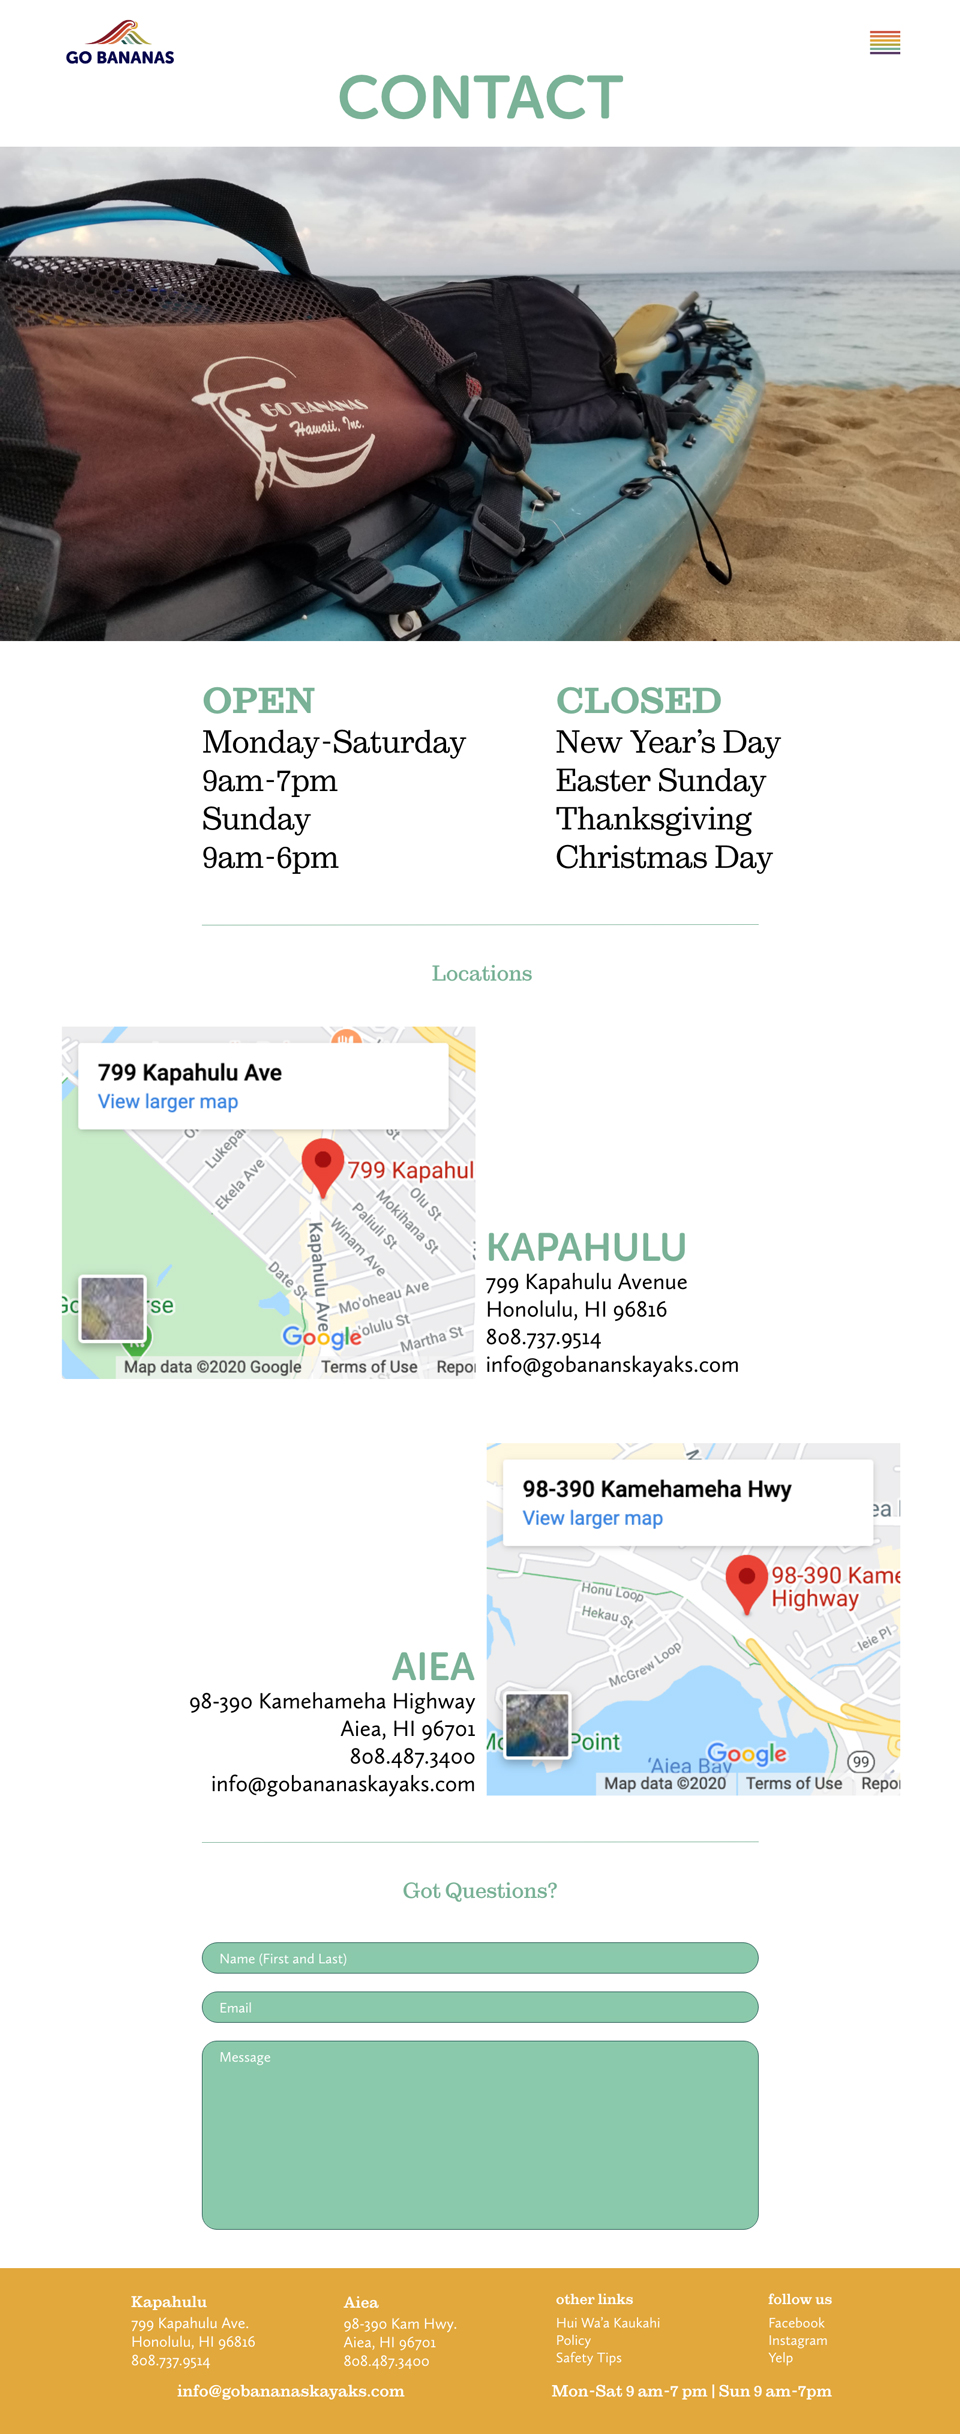 GO BANANAS
CONTACT
GO BANANAS
Hawaii, Inc.
OPEN
Monday-Saturday
9am-7pm
Sunday
9am-6pm
CLOSED
New Year's Day
Easter Sunday
Thanksgiving
Christmas Day
Locations
799 Kapahulu Ave
View larger map
Lukepa
Ekela Ave
St
799 Kapahul
Olu St
Mokihana St
Paliuli St
Winam Ave
Kapahulu Ave
Date St
Mo'oheau Ave
'olulu St
Martha St
Go
rse
Google
Map data ©2020 Google
Terms of Use
Repor
KAPAHULU
799 Kapahulu Avenue
Honolulu, HI 96816
808.737.9514
info@gobananskayaks.com
98-390 Kamehameha Hwy
View larger map
ea
98-390 Kame
Highway
Honu Loop
Hekau St
McGrew Loop
Ieie Pl
Mc
Point
'Aiea Bay
Google
99
Map data ©2020
Terms of Use
Repor
AIEA
98-390 Kamehameha Highway
Aiea, HI 96701
808.487.3400
info@gobananaskayaks.com
Got Questions?
Name (First and Last)
Email
Message
Kapahulu
799 Kapahulu Ave.
Honolulu, HI 96816
808.737.9514
Aiea
98-390 Kam Hwy.
Aiea, HI 96701
808.487.3400
other links
Hui Wa'a Kaukahi
Policy
Safety Tips
follow us
Facebook
Instagram
Yelp
info@gobananaskayaks.com
Mon-Sat 9 am-7 pm | Sun 9 am-7pm